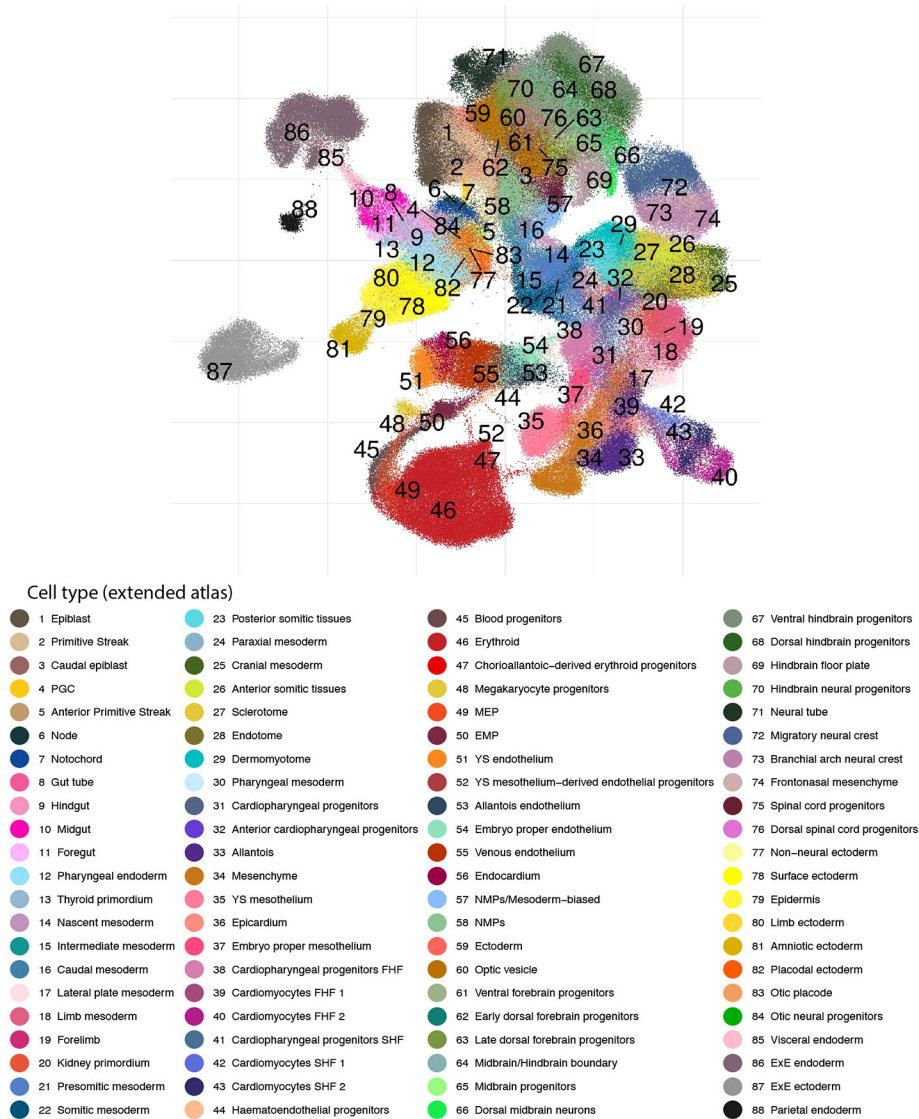 71
67
70
64
68
59
60
76
63
86
1
61
65
85
62
75
66
2
3
6
7
69
72
10
8
88
4
58
57
73
74
11
84
5
16
29
9
13
23
27
26
12
83
14
80
82
77
15
24
32
28
25
78
22
21
41
20
79
38
30
19
81
56
54
31
18
87
51
55
53
17
44
37
39
42
48
50
35
52
36
43
45
47
34
33
40
49
46
Cell type (extended atlas)
1 Epiblast
2 Primitive Streak
3 Caudal epiblast
4 PGC
5 Anterior Primitive Streak
6 Node
7 Notochord
8 Gut tube
9 Hindgut
10 Midgut
11 Foregut
12 Pharyngeal endoderm
13 Thyroid primordium
14 Nascent mesoderm
15 Intermediate mesoderm
16 Caudal mesoderm
17 Lateral plate mesoderm
18 Limb mesoderm
19 Forelimb
20 Kidney primordium
21 Presomitic mesoderm
22 Somitic mesoderm
23 Posterior somitic tissues
24 Paraxial mesoderm
25 Cranial mesoderm
26 Anterior somitic tissues
27 Sclerotome
28 Endotome
29 Dermomyotome
30 Pharyngeal mesoderm
31 Cardiopharyngeal progenitors
32 Anterior cardiopharyngeal progenitors
33 Allantois
34 Mesenchyme
35 YS mesothelium
36 Epicardium
37 Embryo proper mesothelium
38 Cardiopharyngeal progenitors FHF
39 Cardiomyocytes FHF 1
40 Cardiomyocytes FHF 2
41 Cardiopharyngeal progenitors SHF
42 Cardiomyocytes SHF 1
43 Cardiomyocytes SHF 2
44 Haematoendothelial progenitors
45 Blood progenitors
46 Erythroid
47 Chorioallantoic−derived erythroid progenitors
48 Megakaryocyte progenitors
49 MEP
50 EMP
51 YS endothelium
52 YS mesothelium−derived endothelial progenitors
53 Allantois endothelium
54 Embryo proper endothelium
55 Venous endothelium
56 Endocardium
57 NMPs/Mesoderm−biased
58 NMPs
59 Ectoderm
60 Optic vesicle
61 Ventral forebrain progenitors
62 Early dorsal forebrain progenitors
63 Late dorsal forebrain progenitors
64 Midbrain/Hindbrain boundary
65 Midbrain progenitors
66 Dorsal midbrain neurons
67 Ventral hindbrain progenitors
68 Dorsal hindbrain progenitors
69 Hindbrain floor plate
70 Hindbrain neural progenitors
71 Neural tube
72 Migratory neural crest
73 Branchial arch neural crest
74 Frontonasal mesenchyme
75 Spinal cord progenitors
76 Dorsal spinal cord progenitors
77 Non−neural ectoderm
78 Surface ectoderm
79 Epidermis
80 Limb ectoderm
81 Amniotic ectoderm
82 Placodal ectoderm
83 Otic placode
84 Otic neural progenitors
85 Visceral endoderm
86 ExE endoderm
87 ExE ectoderm
88 Parietal endoderm